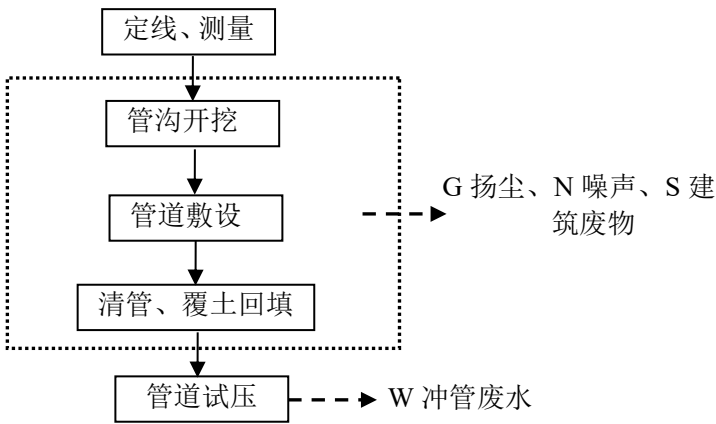 定线、测量
管沟开挖
管道敷设
G 扬尘、N 噪声、S 建
筑废物
清管、覆土回填
管道试压
W 冲管废水